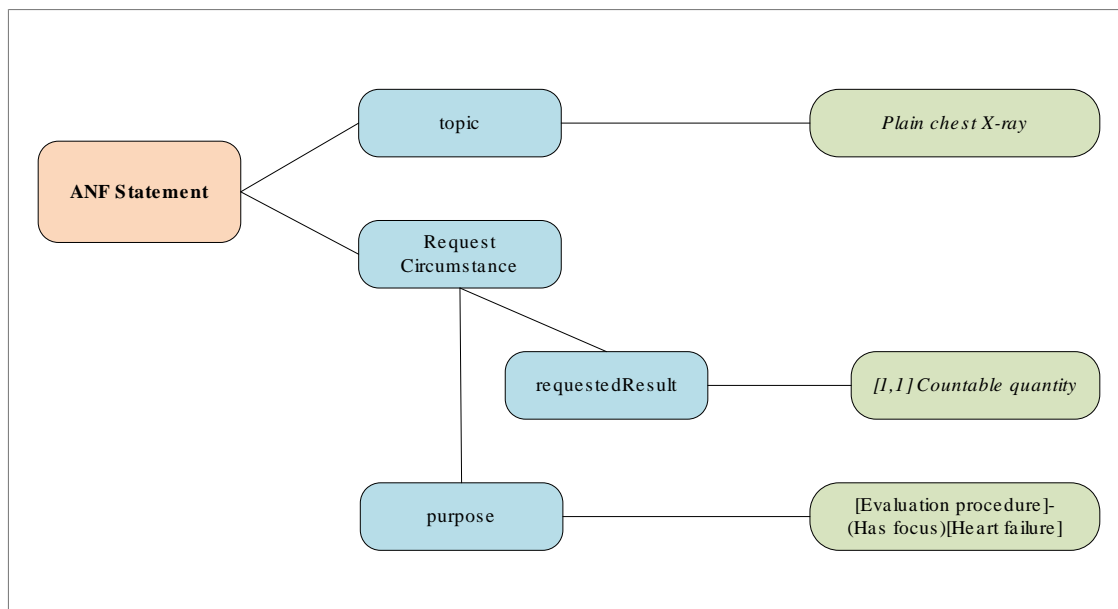 topic
Plain chest X-ray
ANF Statement
Request
Circumstance
requestedResult
[1,1] Countable quantity
purpose
[Evaluation procedure]-
(Has focus)[Heart failure]